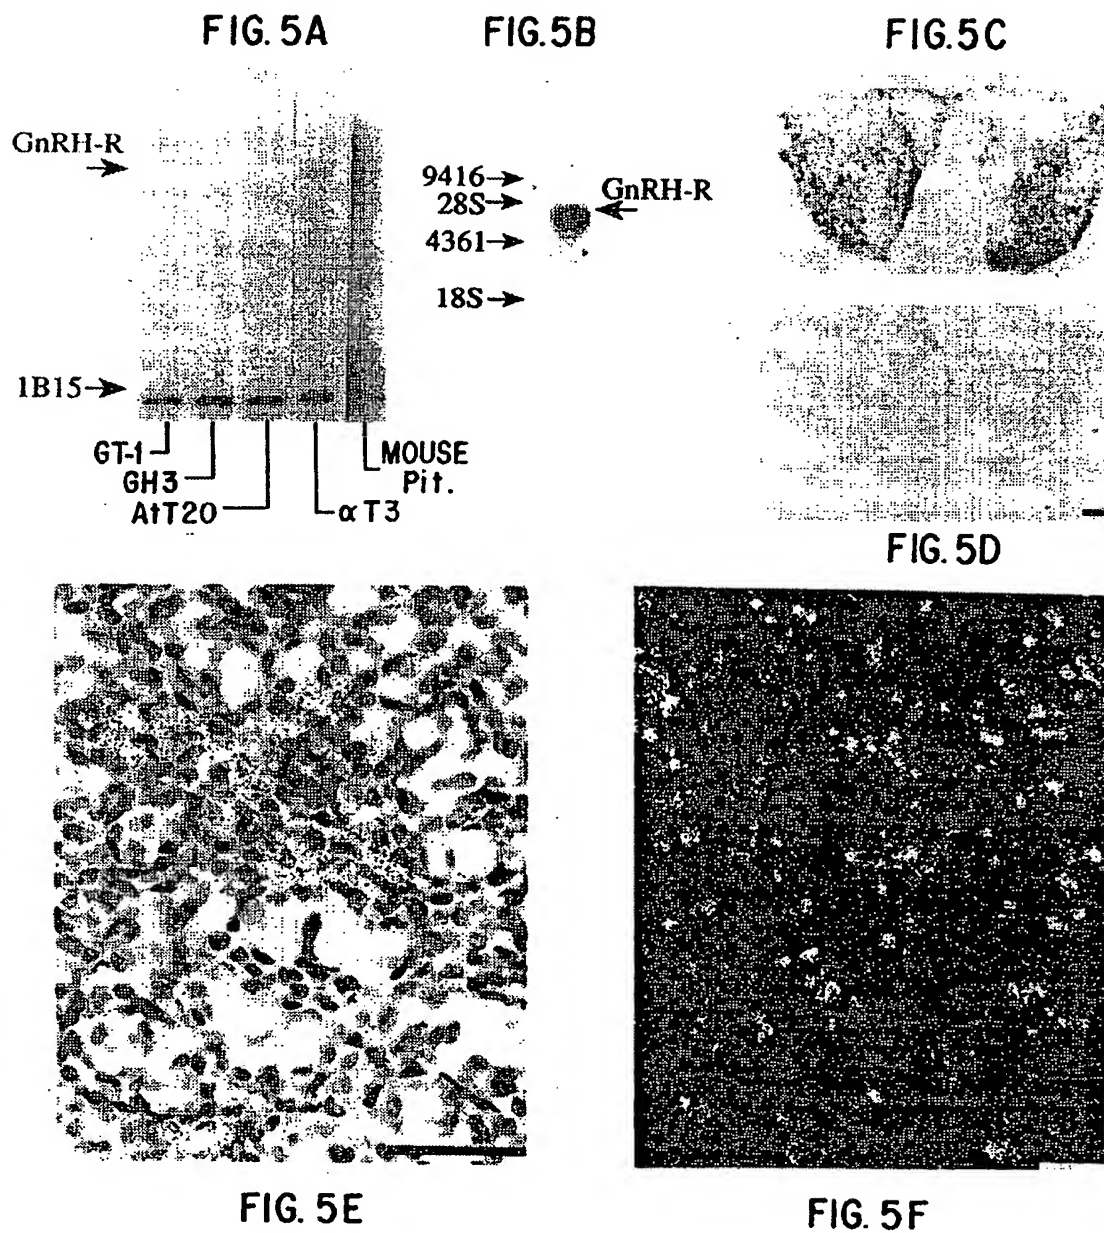 FIG. 5A
FIG. 5B
FIG. 5C
GnRH-R
9416
28S
GnRH-R
4361
18S
1B15
GT-1
GH3
AtT20
αT3
MOUSE
Pit.
FIG. 5D
FIG. 5E
FIG. 5F